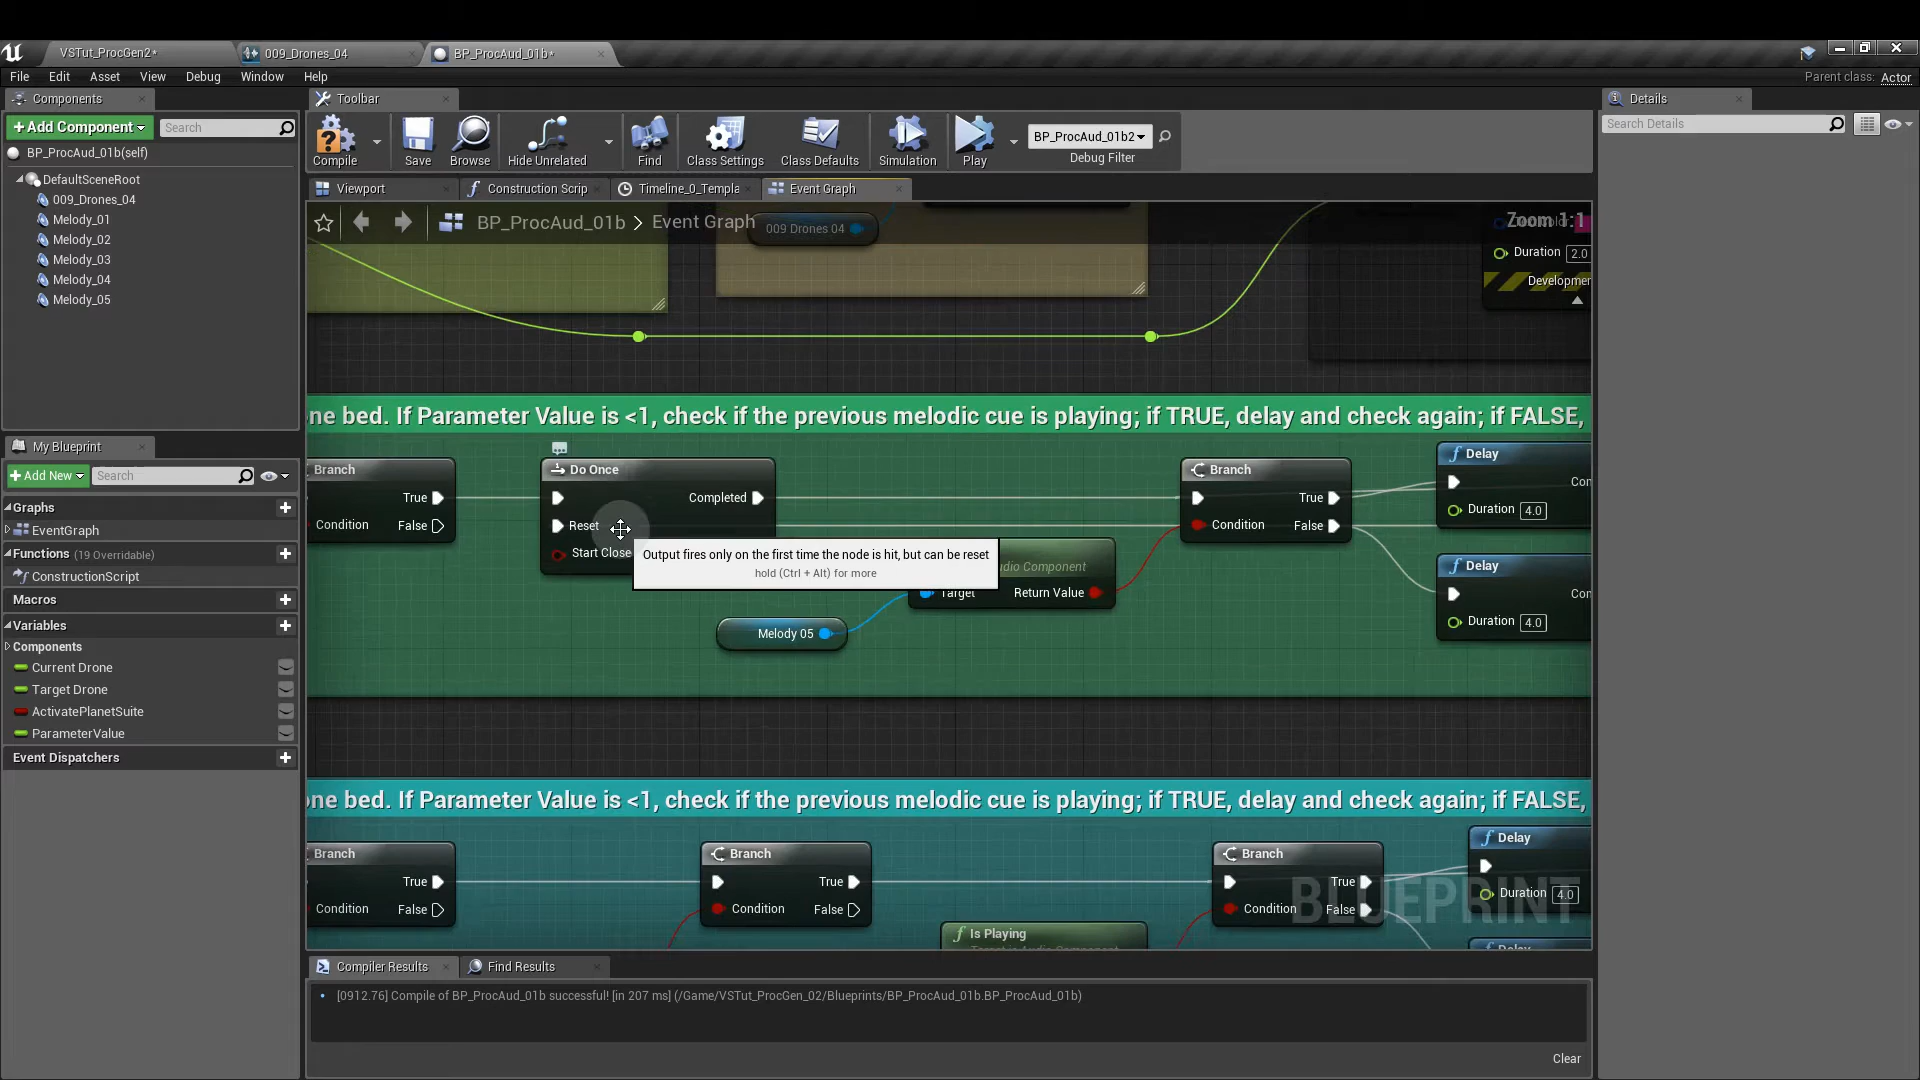 VSTut_ProcGen2*
009_Drones_04
BP_ProcAud_01b*
File
Edit
Asset
View
Debug
Window
Help
Parent class:
Actor
Components
Toolbar
Details
+Add Component
Search
Compile
Save
Browse
Hide Unrelated
Find
Class Settings
Class Defaults
Simulation
Play
BP_ProcAud_01b2
Debug Filter
Search Details
BP_ProcAud_01b(self)
DefaultSceneRoot
009_Drones_04
Melody_01
Melody_02
Melody_03
Melody_04
Melody_05
Viewport
Construction Scrip
Timeline_0_Templa
Event Graph
BP_ProcAud_01b > Event Graph
009 Drones 04
Zoom 1:1
Duration 2.0
Developmen
one bed. If Parameter Value is <1, check if the previous melodic cue is playing; if TRUE, delay and check again; if FALSE,
Branch
True
Condition
False
Do Once
Completed
Reset
Start Close
Output fires only on the first time the node is hit, but can be reset
hold (Ctrl + Alt) for more
dio Component
Target
Return Value
Melody 05
Branch
True
Condition
False
Delay
Con
Duration 4.0
Delay
Con
Duration 4.0
My Blueprint
+Add New
Search
Graphs
EventGraph
Functions (19 Overridable)
ConstructionScript
Macros
Variables
Components
Current Drone
Target Drone
ActivatePlanetSuite
ParameterValue
Event Dispatchers
one bed. If Parameter Value is <1, check if the previous melodic cue is playing; if TRUE, delay and check again; if FALSE,
Branch
True
Condition
False
Branch
True
Condition
False
Is Playing
Target is Audio Component
Branch
True
Condition
False
Delay
Duration 4.0
Delay
BLUEPRINT
Compiler Results
Find Results
[0912.76] Compile of BP_ProcAud_01b successful! [in 207 ms] (/Game/VSTut_ProcGen_02/Blueprints/BP_ProcAud_01b.BP_ProcAud_01b)
Clear